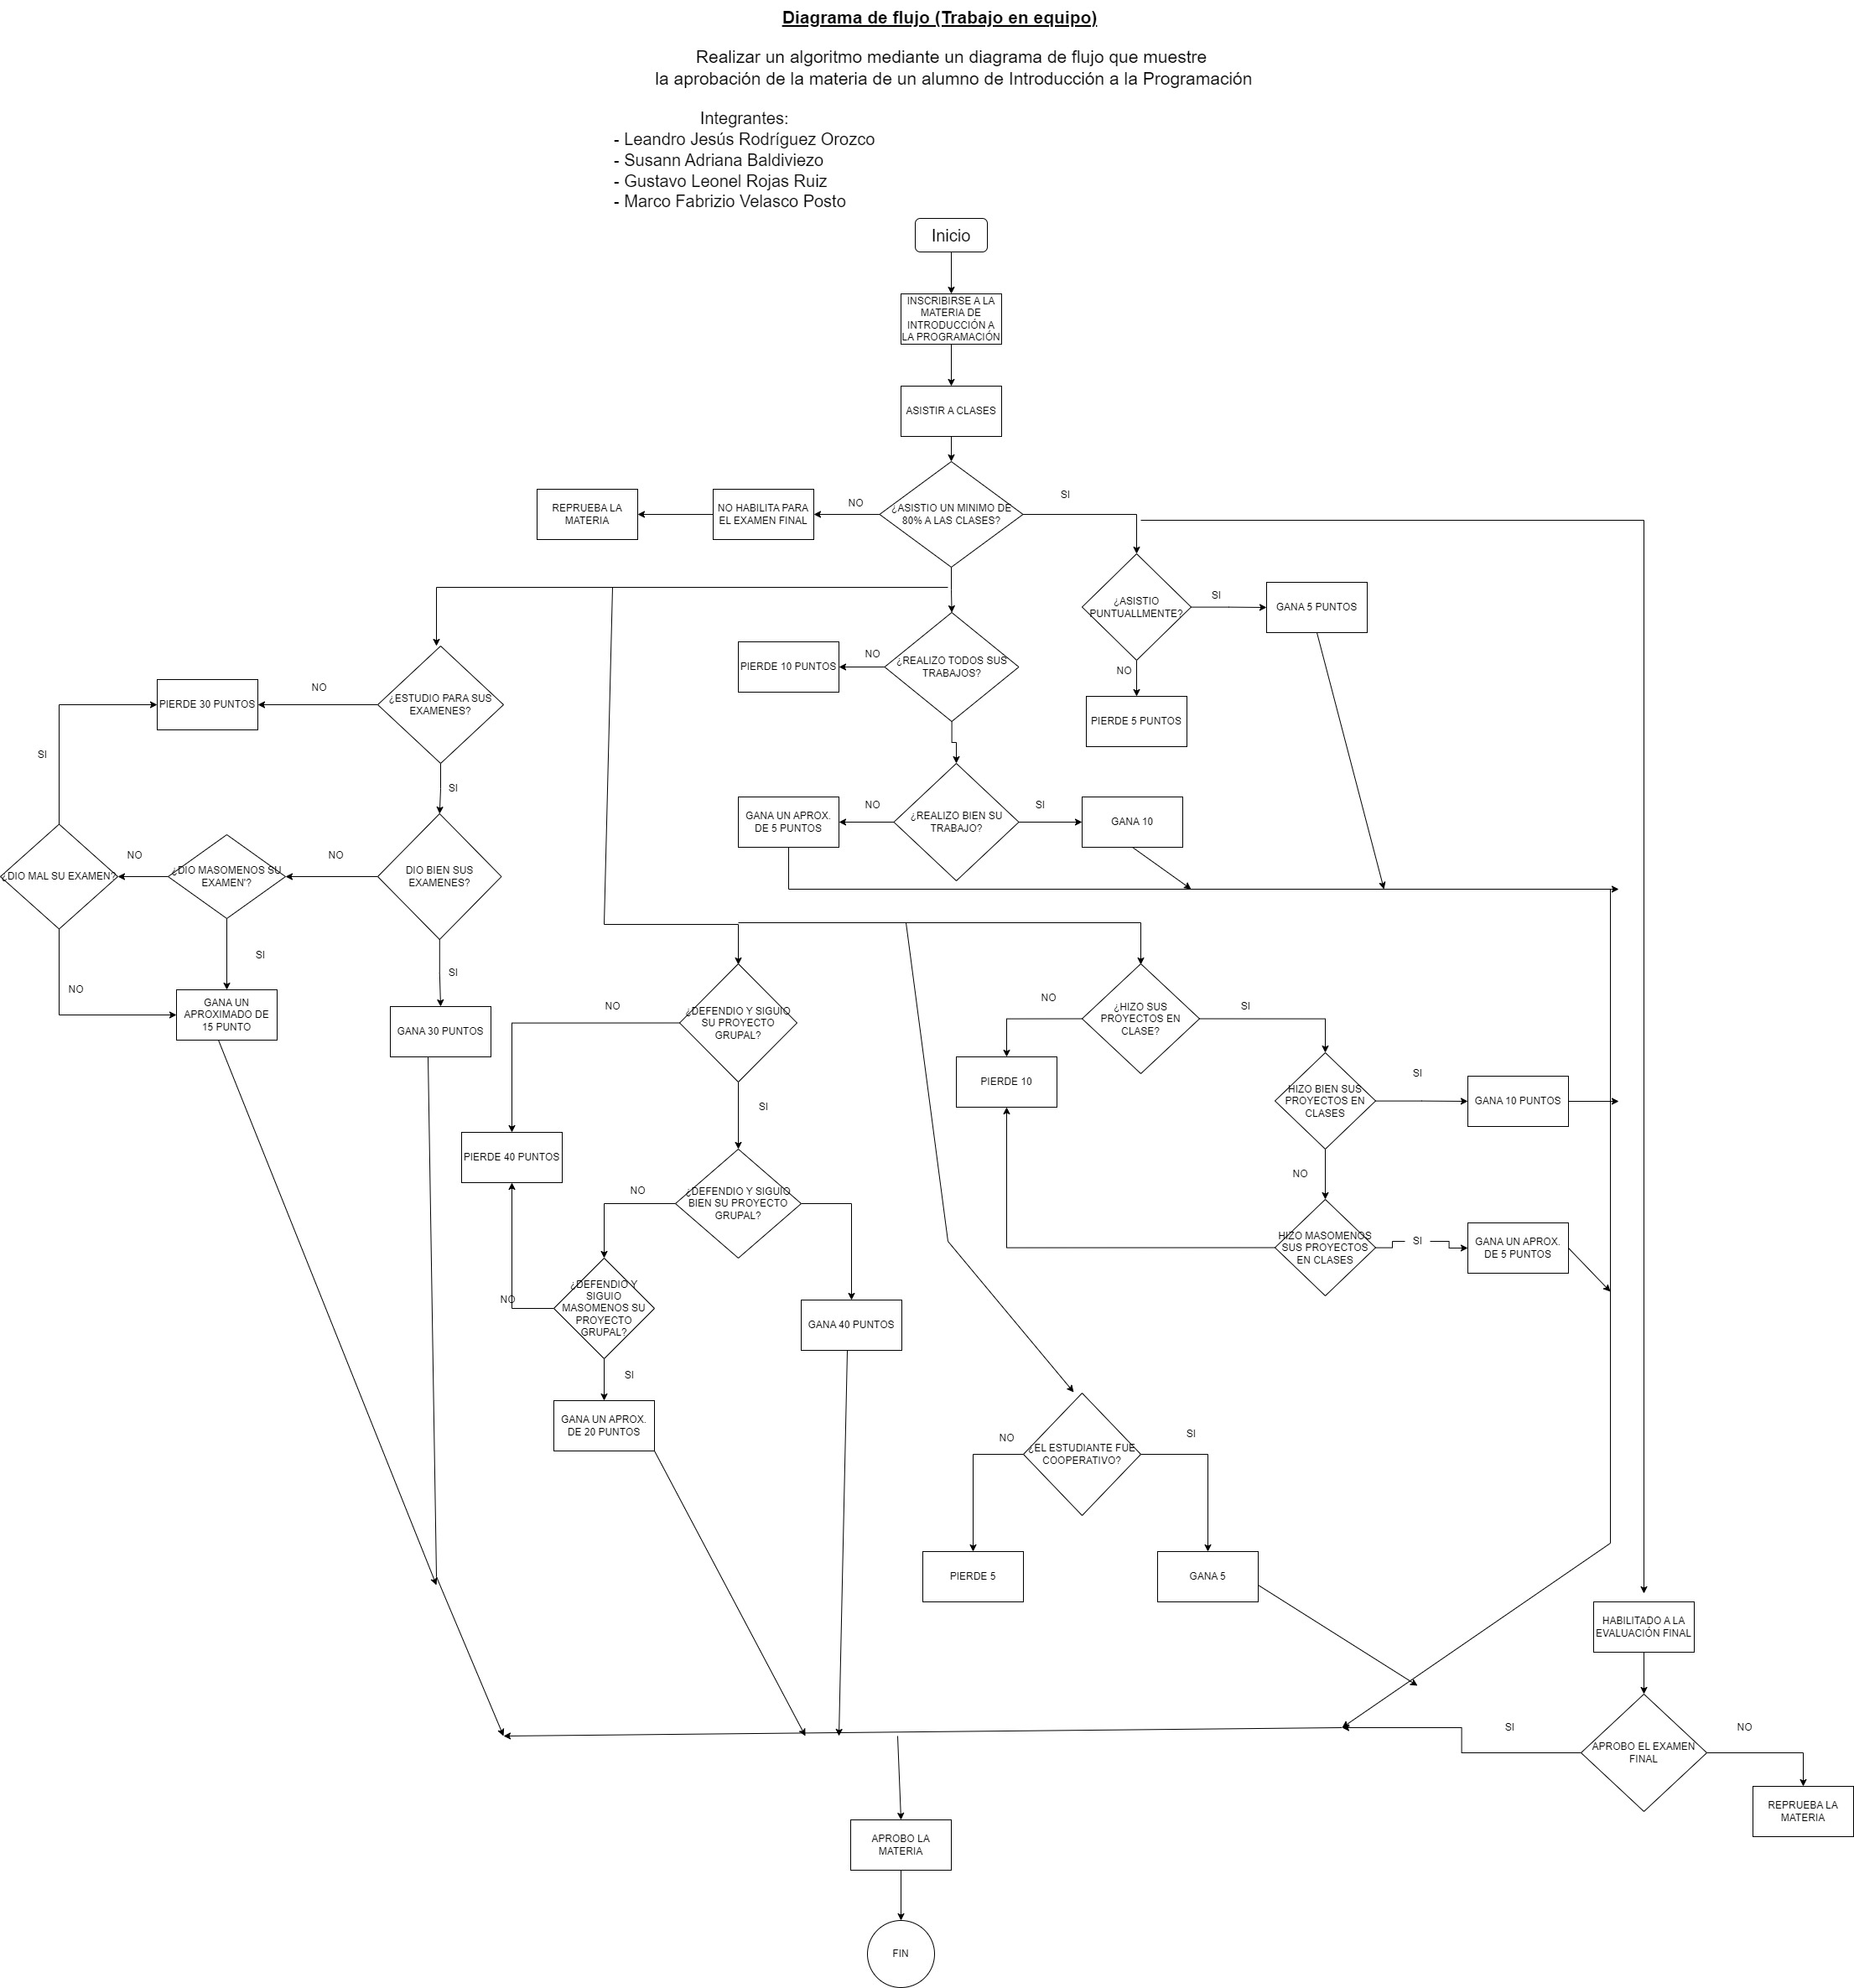 Diagrama de flujo (Trabajo en equipo)
Realizar un algoritmo mediante un diagrama de flujo que muestre
la aprobación de la materia de un alumno de Introducción a la Programación
Integrantes:
- Leandro Jesús Rodríguez Orozco
- Susann Adriana Baldiviezo
- Gustavo Leonel Rojas Ruiz
- Marco Fabrizio Velasco Posto
Inicio
INSCRIBIRSE A LA
MATERIA DE
INTRODUCCIÓN A
LA PROGRAMACIÓN
ASISTIR A CLASES
¿ASISTIO UN MINIMO DE
80% A LAS CLASES?
NO
NO HABILITA PARA
EL EXAMEN FINAL
REPRUEBA LA
MATERIA
SI
¿ASISTIO
PUNTUALLMENTE?
SI
GANA 5 PUNTOS
NO
PIERDE 5 PUNTOS
¿REALIZO TODOS SUS
TRABAJOS?
NO
PIERDE 10 PUNTOS
¿REALIZO BIEN SU
TRABAJO?
NO
GANA UN APROX.
DE 5 PUNTOS
SI
GANA 10
¿ESTUDIO PARA SUS
EXAMENES?
NO
PIERDE 30 PUNTOS
SI
SI
DIO BIEN SUS
EXAMENES?
NO
¿DIO MASOMENOS SU
EXAMEN'?
NO
¿DIO MAL SU EXAMEN?
SI
NO
GANA UN
APROXIMADO DE
15 PUNTO
SI
GANA 30 PUNTOS
¿DEFENDIO Y SIGUIO
SU PROYECTO
GRUPAL?
NO
PIERDE 40 PUNTOS
SI
¿DEFENDIO Y SIGUIO
BIEN SU PROYECTO
GRUPAL?
NO
¿DEFENDIO Y
SIGUIO
MASOMENOS SU
PROYECTO
GRUPAL?
NO
SI
GANA UN APROX.
DE 20 PUNTOS
GANA 40 PUNTOS
¿HIZO SUS
PROYECTOS EN
CLASE?
NO
PIERDE 10
SI
HIZO BIEN SUS
PROYECTOS EN
CLASES
SI
GANA 10 PUNTOS
NO
HIZO MASOMENOS
SUS PROYECTOS
EN CLASES
SI
GANA UN APROX.
DE 5 PUNTOS
¿EL ESTUDIANTE FUE
COOPERATIVO?
NO
PIERDE 5
SI
GANA 5
HABILITADO A LA
EVALUACIÓN FINAL
APROBO EL EXAMEN
FINAL
SI
NO
REPRUEBA LA
MATERIA
APROBO LA
MATERIA
FIN